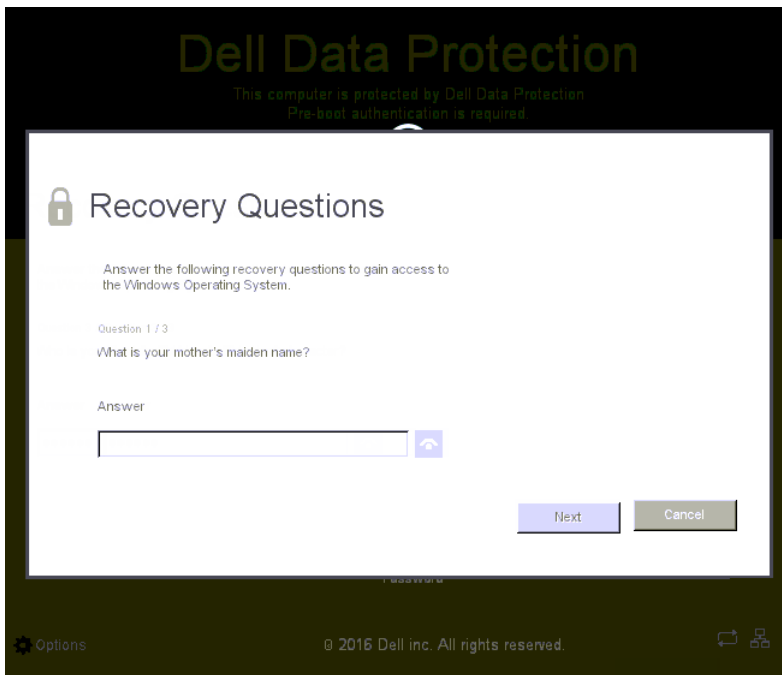 Dell Data Protection
This computer is protected by Dell Data Protection
Pre-boot authentication is required.
Recovery Questions
Answer the following recovery questions to gain access to
the Windows Operating System.
Question 1 / 3
What is your mother's maiden name?
Answer
Next
Cancel
Password
Options
© 2016 Dell inc. All rights reserved.